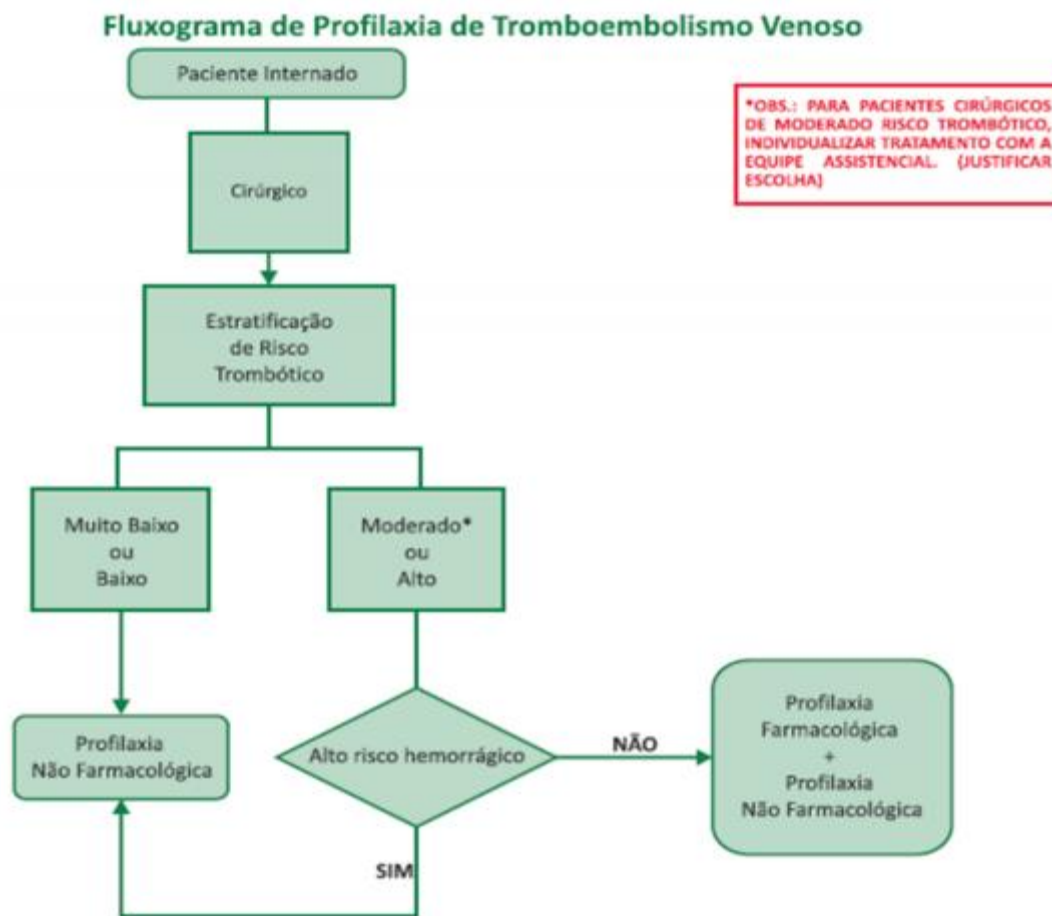 Fluxograma de Profilaxia de Tromboembolismo Venoso
Paciente Internado
*OBS.: PARA PACIENTES CIRÚRGICOS
DE MODERADO RISCO TROMBÓTICO,
INDIVIDUALIZAR TRATAMENTO COM A
EQUIPE ASSISTENCIAL. (JUSTIFICAR
ESCOLHA)
Cirúrgico
Estratificação
de Risco
Trombótico
Muito Baixo
ou
Baixo
Moderado*
ou
Alto
Profilaxia
Não Farmacológica
Alto risco hemorrágico
NÃO
Profilaxia
Farmacológica
+
Profilaxia
Não Farmacológica
SIM